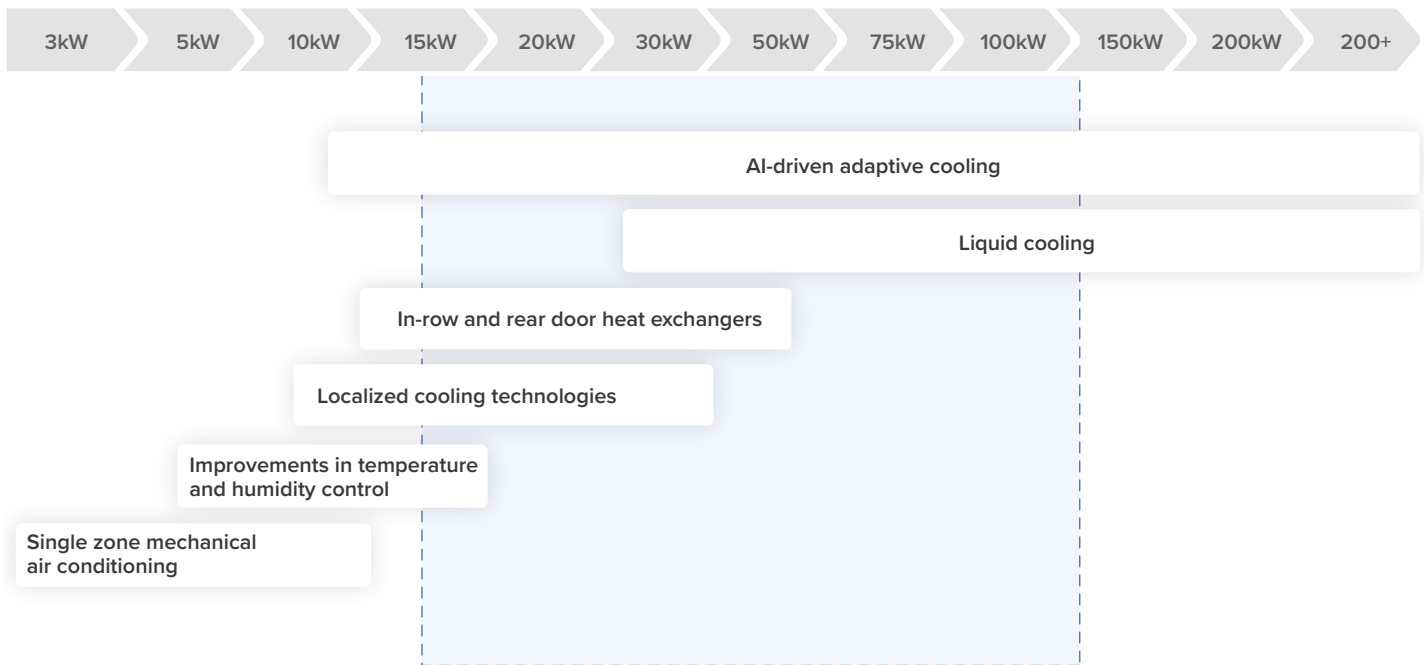 3kW
5kW
10kW
15kW
20kW
30kW
50kW
75kW
100kW
150kW
200kW
200+
AI-driven adaptive cooling
Liquid cooling
In-row and rear door heat exchangers
Localized cooling technologies
Improvements in temperature
and humidity control
Single zone mechanical
air conditioning